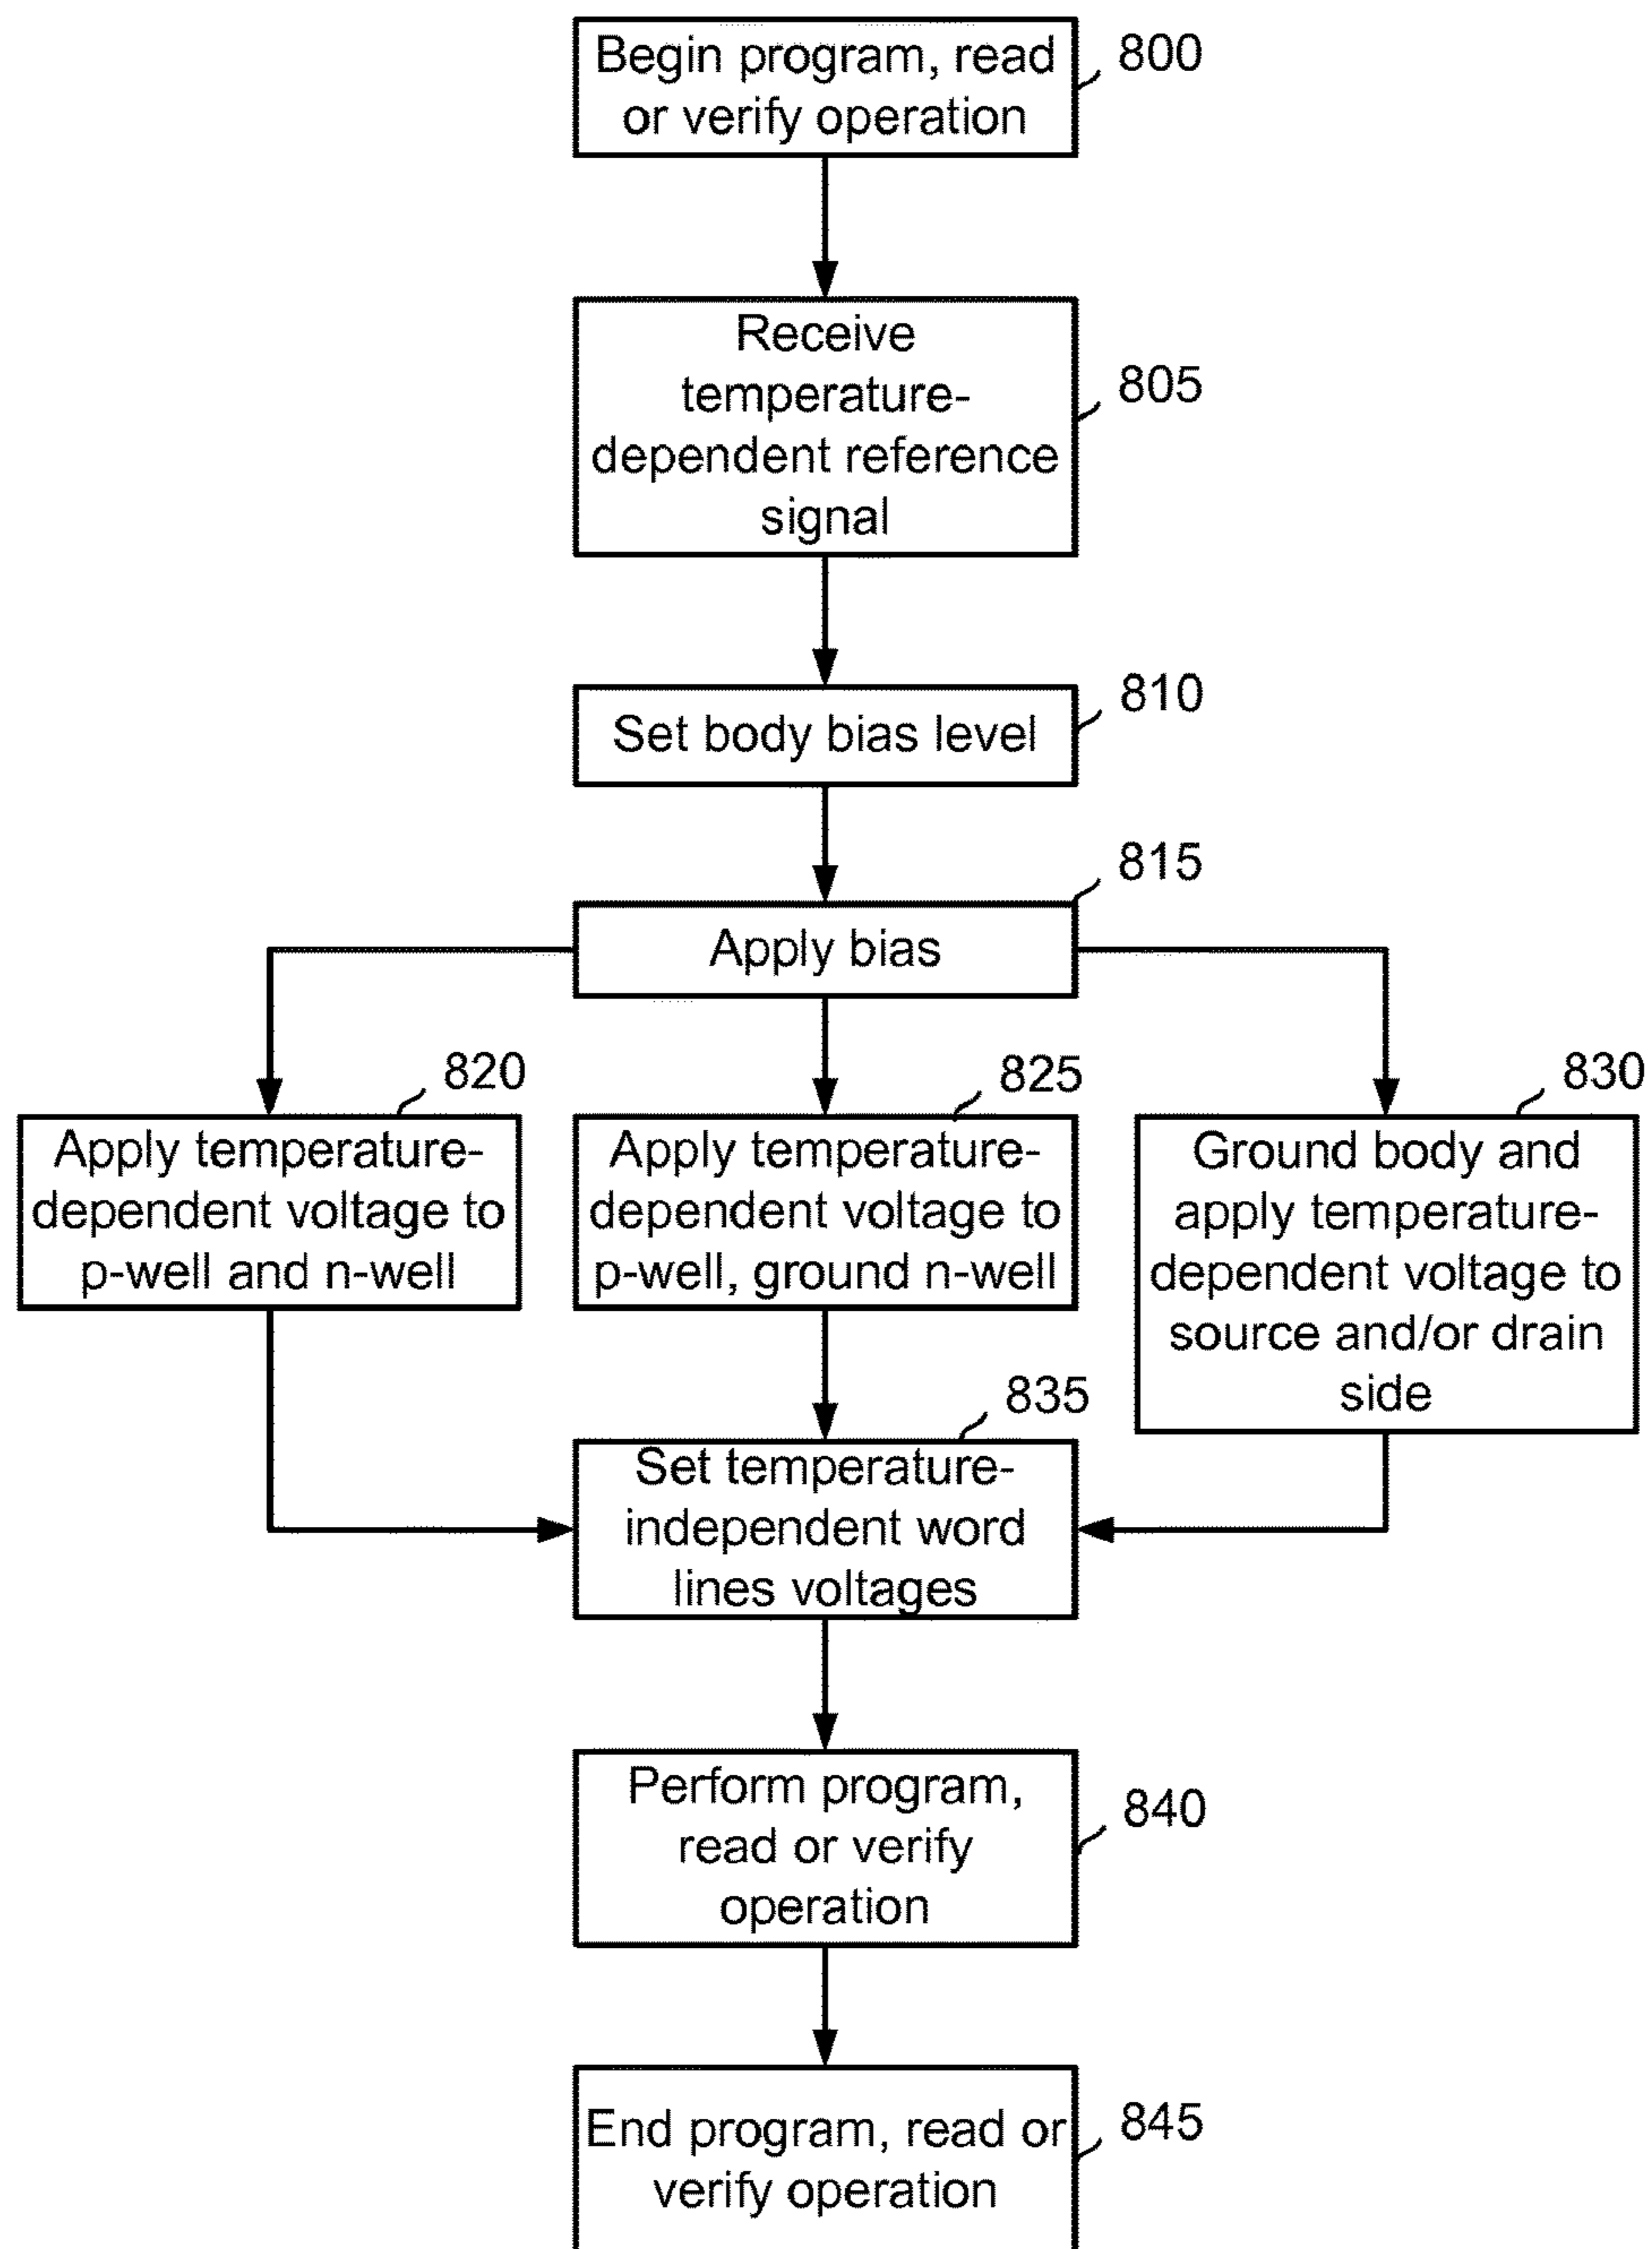 Begin program, read
or verify operation
800
Receive
temperature-
dependent reference
signal
805
Set body bias level
810
815
Apply bias
820
Apply temperature-
dependent voltage to
p-well and n-well
825
Apply temperature-
dependent voltage to
p-well, ground n-well
830
Ground body and
apply temperature-
dependent voltage to
source and/or drain
side
835
Set temperature-
independent word
lines voltages
Perform program,
read or verify
operation
840
End program, read or
verify operation
845